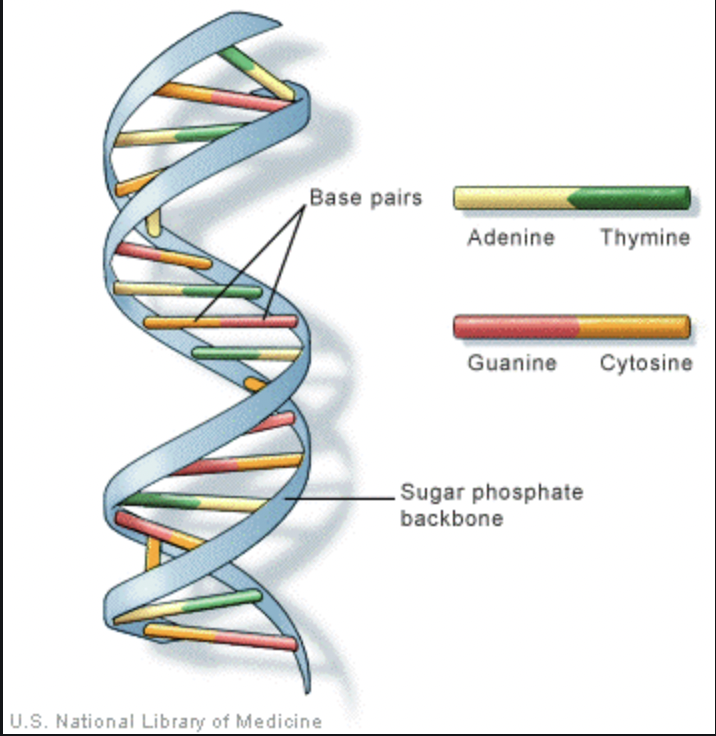 Base pairs
Adenine Thymine
Guanine Cytosine
Sugar phosphate
backbone
U.S. National Library of Medicine